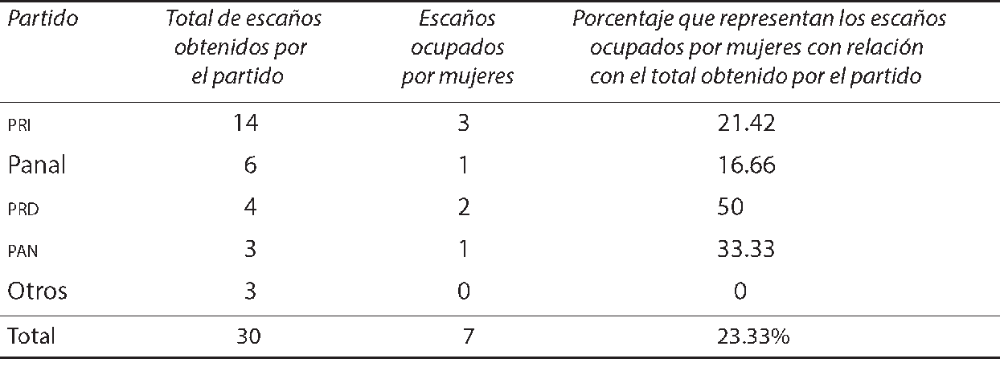 Partido Total de escaños Escaños Porcentaje que representan los escaños
obtenidos por ocupados ocupados por mujeres con relación
el partido por mujeres con el total obtenido por el partido
PRI 14 3 21.42
Panal 6 1 16.66
PRD 4 2 50
PAN 3 1 33.33
Otros 3 0 0
Total 30 7 23.33%